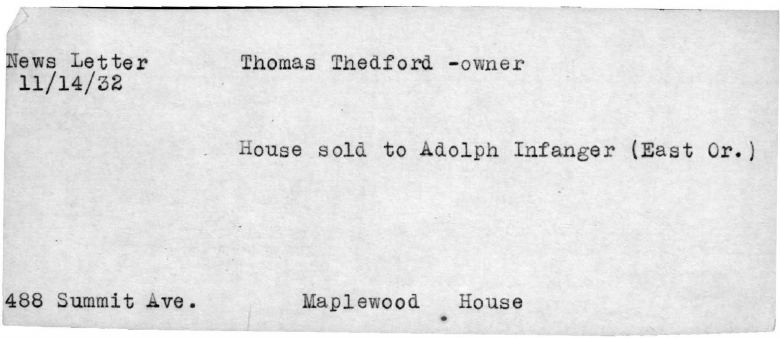 News Letter Thomas Thedford -owner
11/14/32
House sold to Adolph Infanger (East Or.)
488 Summit Ave. Maplewood House